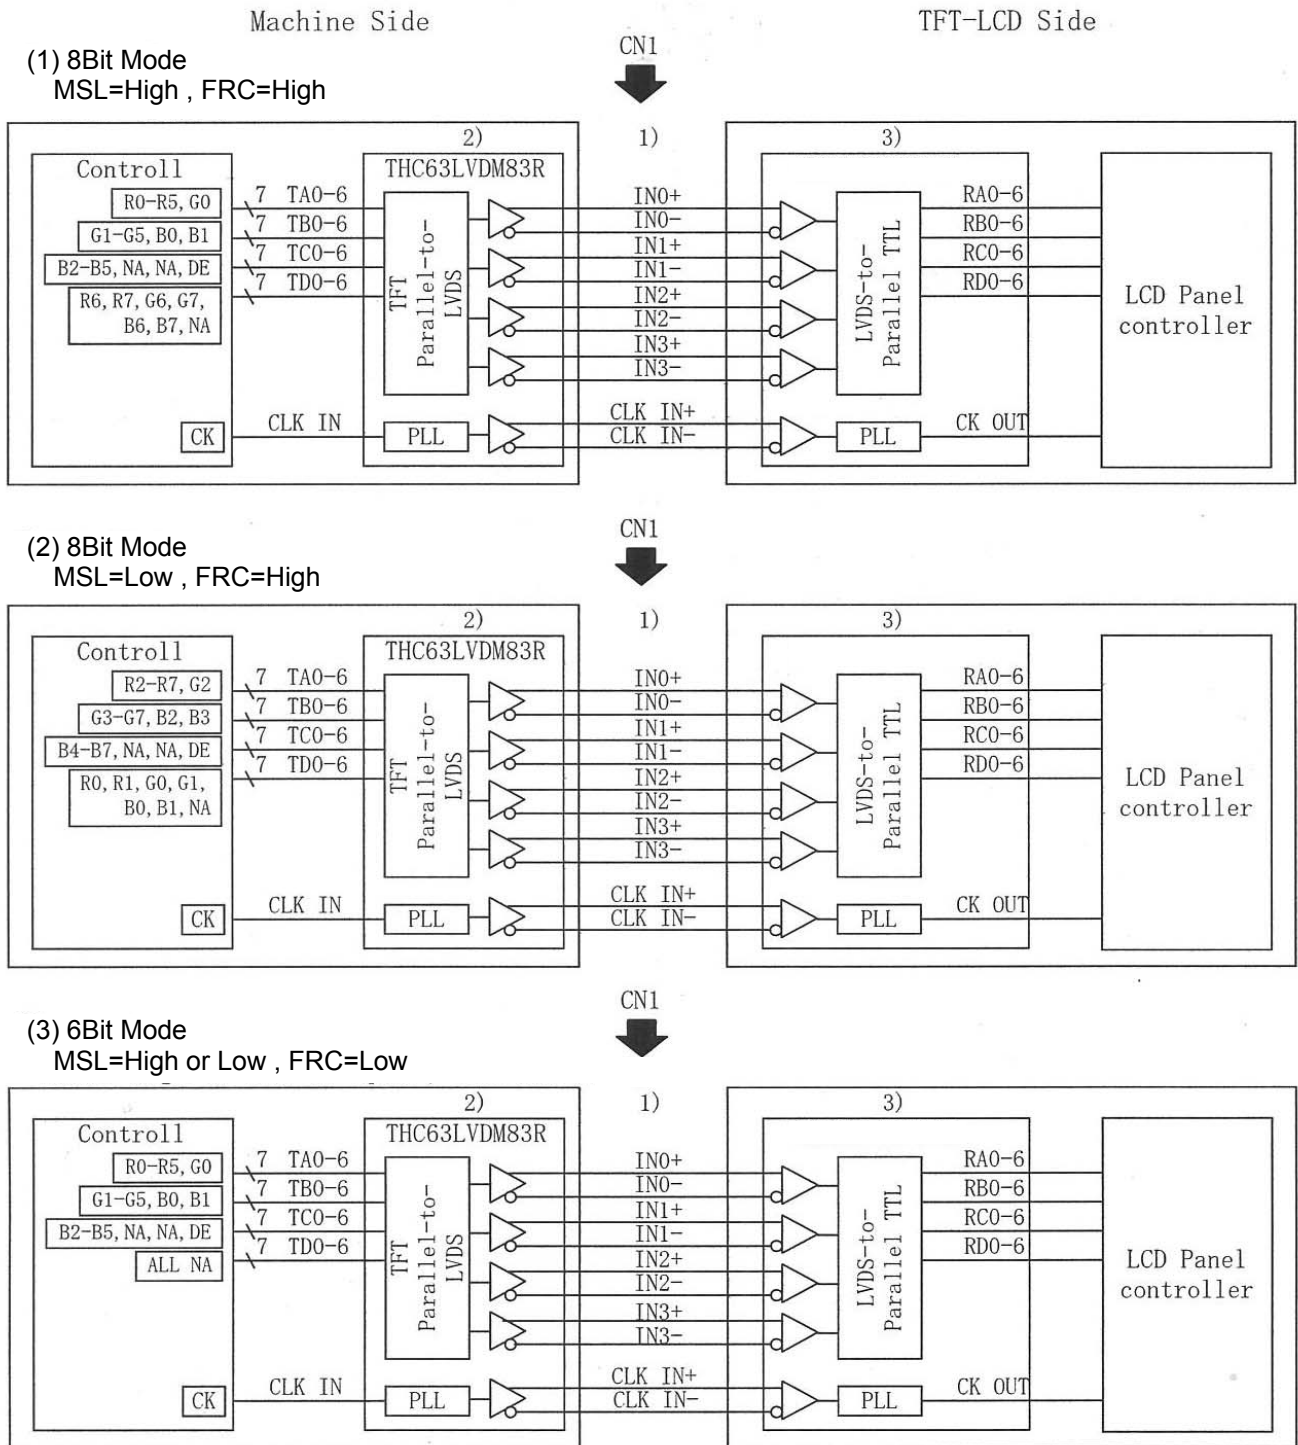 Machine Side
TFT-LCD Side
CN1
(1) 8Bit Mode
MSL=High , FRC=High
2)
1)
3)
Controll
THC63LVDM83R
R0-R5, G0
7 TA0-6
IN0+
RA0-6
IN0-
G1-G5, B0, B1
7 TB0-6
RB0-6
IN1+
B2-B5, NA, NA, DE
7 TC0-6
IN1-
RC0-6
R6, R7, G6, G7,
B6, B7, NA
7 TD0-6
IN2+
RD0-6
IN2-
IN3+
IN3-
TFT
Parallel-to-
LVDS
LVDS-to-
Parallel TTL
LCD Panel
controller
CK
CLK IN
PLL
CLK IN+
CLK IN-
PLL
CK OUT
CN1
(2) 8Bit Mode
MSL=Low , FRC=High
2)
1)
3)
Controll
THC63LVDM83R
R2-R7, G2
7 TA0-6
IN0+
RA0-6
IN0-
G3-G7, B2, B3
7 TB0-6
RB0-6
IN1+
B4-B7, NA, NA, DE
7 TC0-6
IN1-
RC0-6
R0, R1, G0, G1,
B0, B1, NA
7 TD0-6
IN2+
RD0-6
IN2-
IN3+
IN3-
TFT
Parallel-to-
LVDS
LVDS-to-
Parallel TTL
LCD Panel
controller
CK
CLK IN
PLL
CLK IN+
CLK IN-
PLL
CK OUT
CN1
(3) 6Bit Mode
MSL=High or Low , FRC=Low
2)
1)
3)
Controll
THC63LVDM83R
R0-R5, G0
7 TA0-6
IN0+
RA0-6
IN0-
G1-G5, B0, B1
7 TB0-6
RB0-6
IN1+
B2-B5, NA, NA, DE
7 TC0-6
IN1-
RC0-6
ALL NA
7 TD0-6
IN2+
RD0-6
IN2-
IN3+
IN3-
TFT
Parallel-to-
LVDS
LVDS-to-
Parallel TTL
LCD Panel
controller
CK
CLK IN
PLL
CLK IN+
CLK IN-
PLL
CK OUT